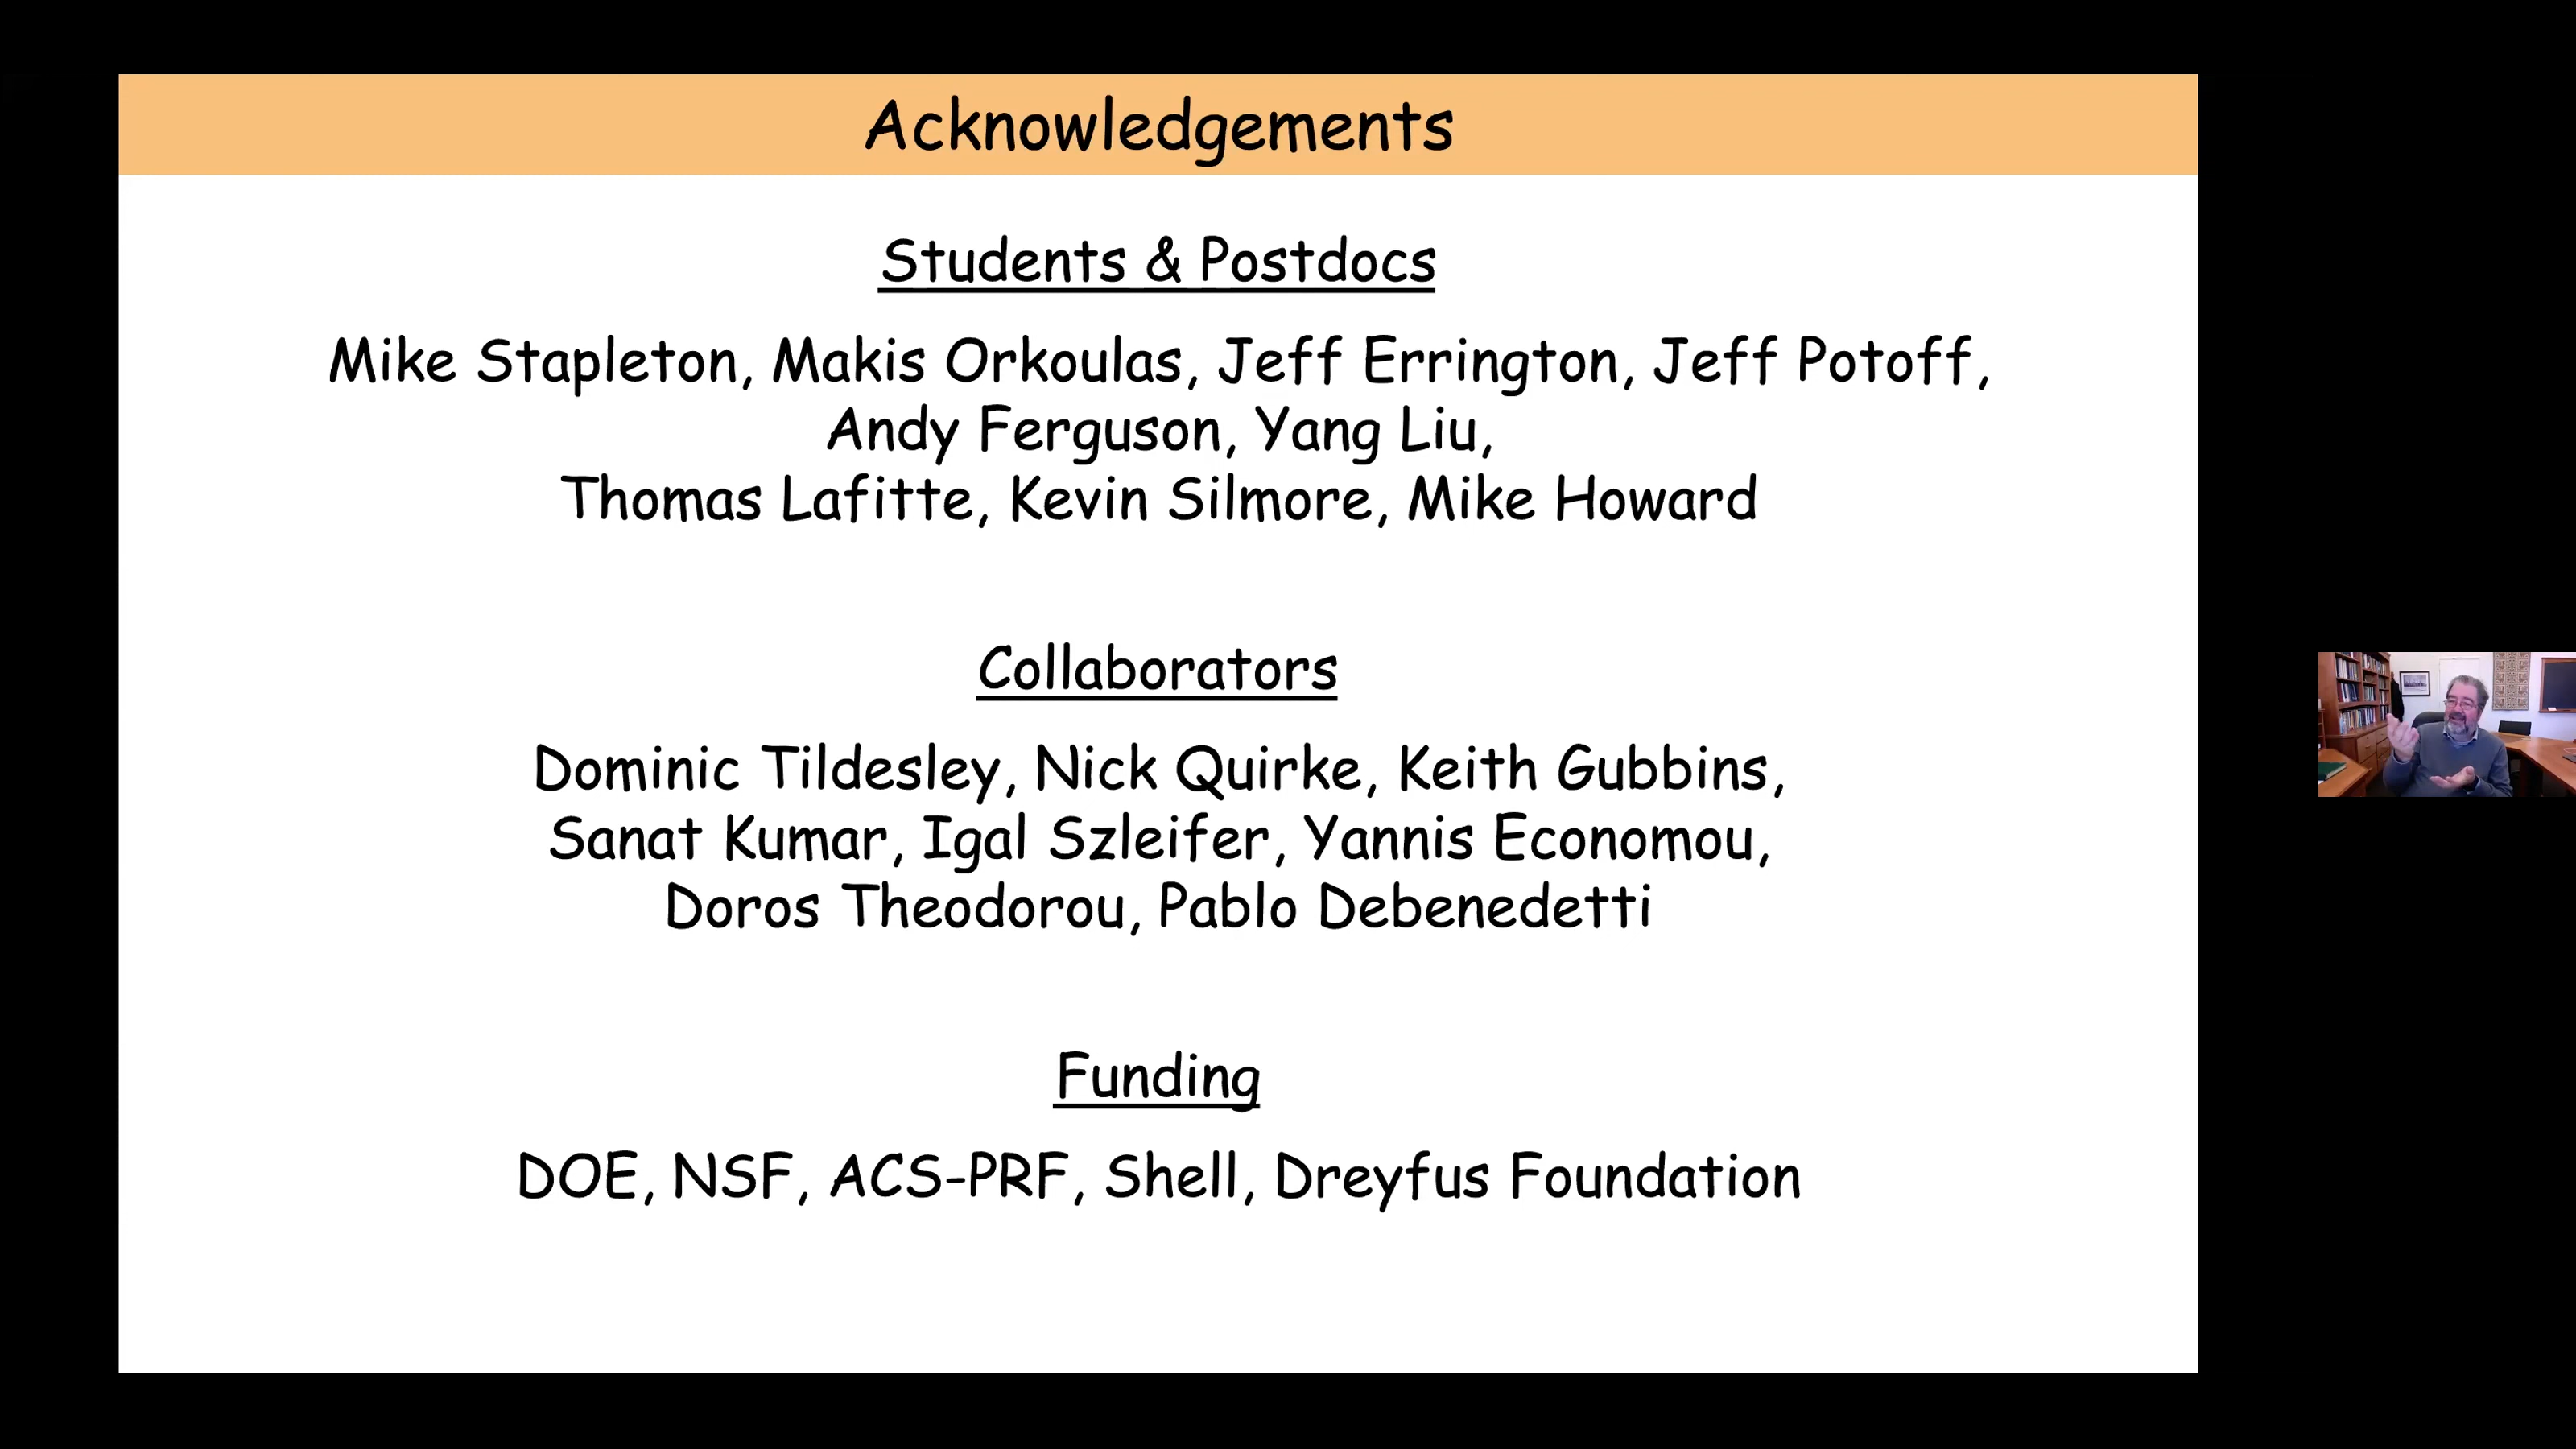 Acknowledgements
Students & Postdocs
Mike Stapleton, Makis Orkoulas, Jeff Errington, Jeff Potoff,
Andy Ferguson, Yang Liu,
Thomas Lafitte, Kevin Silmore, Mike Howard
Collaborators
Dominic Tildesley, Nick Quirke, Keith Gubbins,
Sanat Kumar, Igal Szleifer, Yannis Economou,
Doros Theodorou, Pablo Debenedetti
Funding
DOE, NSF, ACS-PRF, Shell, Dreyfus Foundation